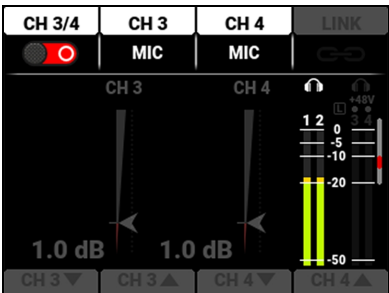 CH 3/4 CH 3 CH 4 LINK
MIC MIC
CH 3 CH 4
+48V
L
1 2 3 4
0
-5
-10
-20
-50
1.0 dB 1.0 dB
CH 3▼ CH 3▲ CH 4▼ CH 4▲